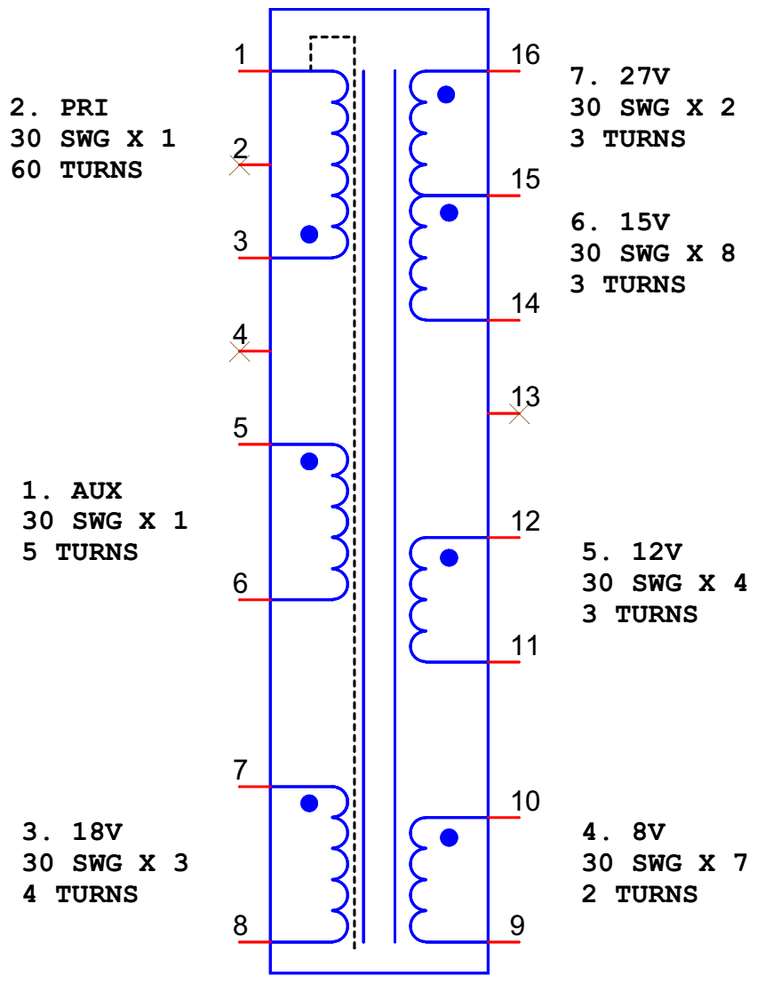 1
16
7. 27V
30 SWG X 2
3 TURNS
2. PRI
30 SWG X 1
60 TURNS
2
15
3
6. 15V
30 SWG X 8
3 TURNS
14
4
13
5
1. AUX
30 SWG X 1
5 TURNS
12
6
5. 12V
30 SWG X 4
3 TURNS
11
7
10
3. 18V
30 SWG X 3
4 TURNS
4. 8V
30 SWG X 7
2 TURNS
8
9